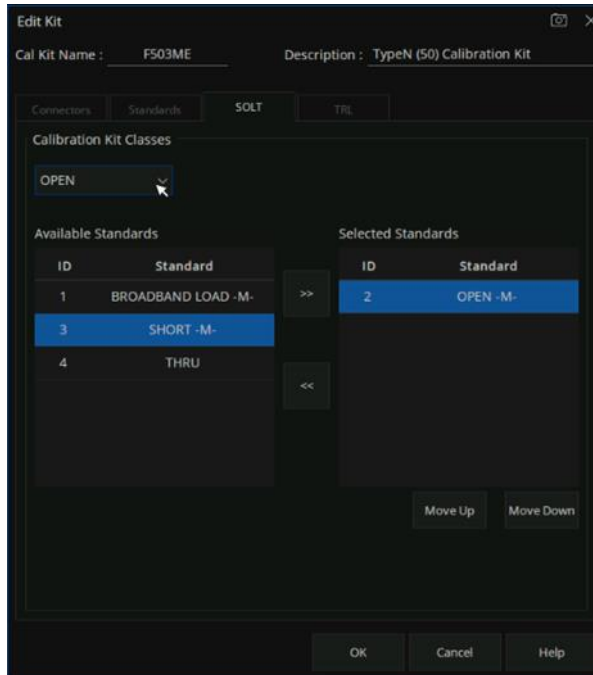 Edit Kit
Cal Kit Name : F503ME Description : TypeN (50) Calibration Kit
Connectors Standards SOLT TRL
Calibration Kit Classes
OPEN
Available Standards Selected Standards
ID Standard ID Standard
1 BROADBAND LOAD -M- >> 2 OPEN -M-
3 SHORT -M-
4 THRU
<<
Move Up Move Down
OK Cancel Help